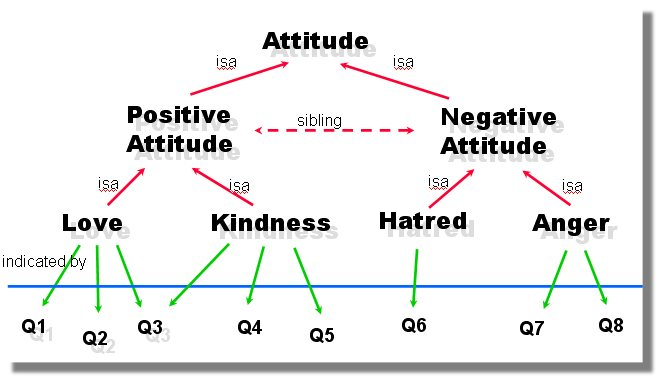 Attitude
isa
isa
Positive
Attitude
sibling
Negative
Attitude
isa
isa
isa
isa
Love
Kindness
Hatred
Anger
indicated by
Q1
Q2
Q3
Q4
Q5
Q6
Q7
Q8